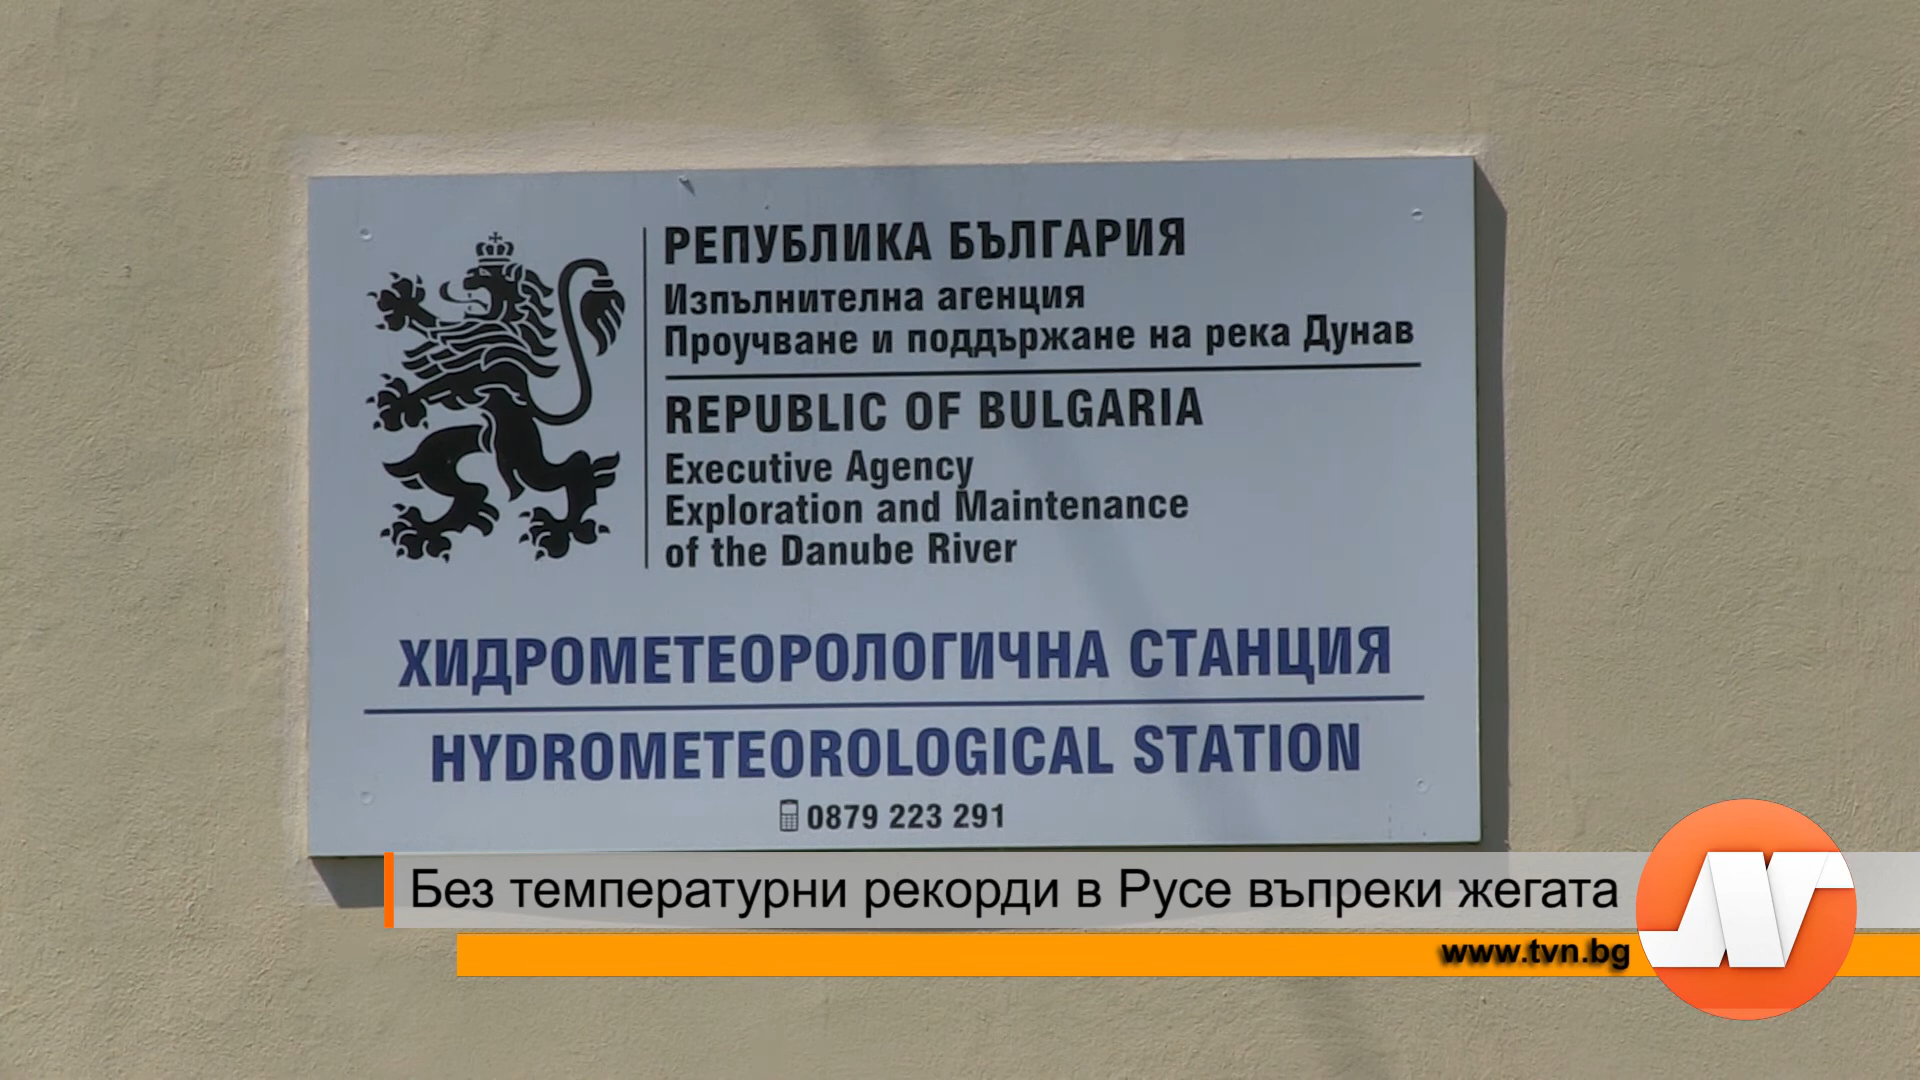 РЕПУБЛИКА БЪЛГАРИЯ
Изпълнителна агенция
Проучване и поддържане на река Дунав
REPUBLIC OF BULGARIA
Executive Agency
Exploration and Maintenance
of the Danube River
ХИДРОМЕТЕОРОЛОГИЧНА СТАНЦИЯ
HYDROMETEOROLOGICAL STATION
0879 223 291
Без температурни рекорди в Русе въпреки жегата
www.tvn.bg